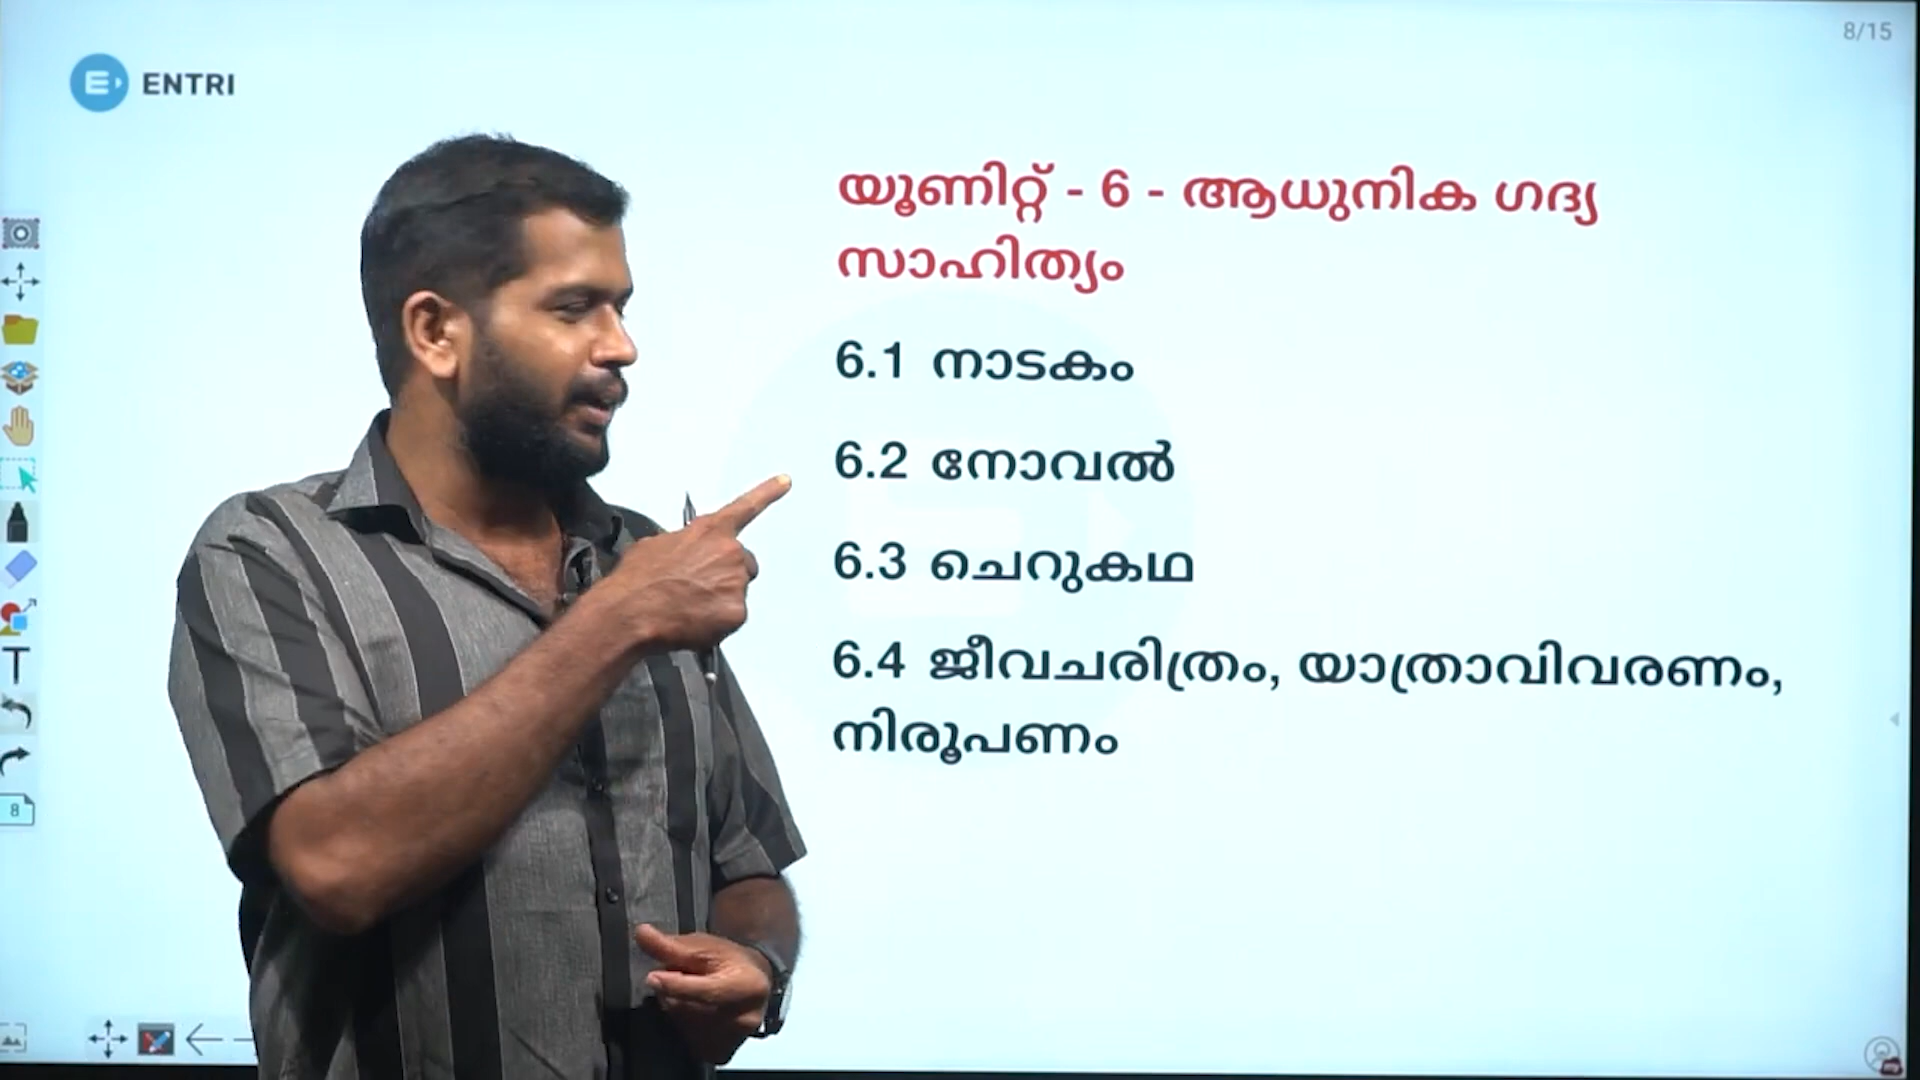 8/15
ENTRI
യൂണിറ്റ് - 6 - ആധുനിക ഗദ്യ
സാഹിത്യം
6.1 നാടകം
6.2 നോവൽ
6.3 ചെറുകഥ
6.4 ജീവചരിത്രം, യാത്രാവിവരണം,
നിരൂപണം
T
8